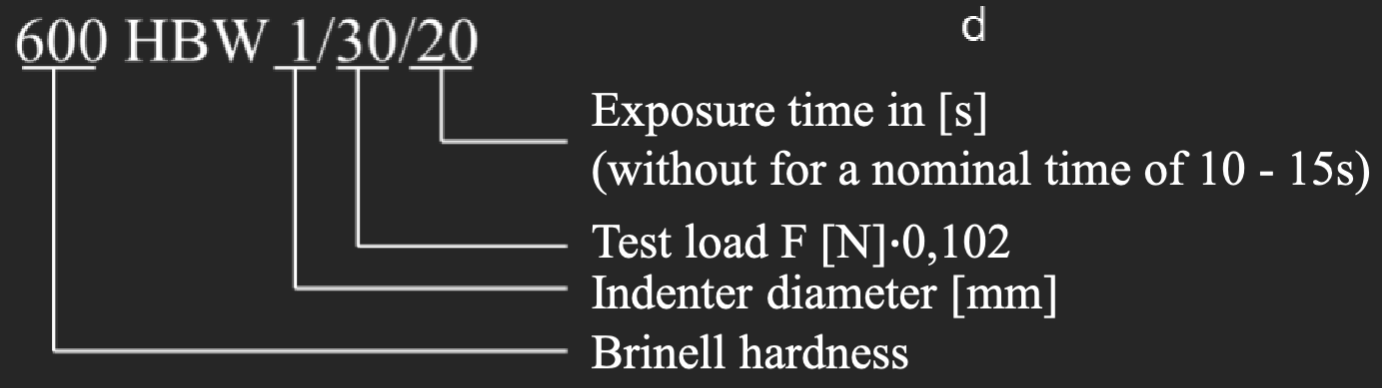 600 HBW 1/30/20
d
Exposure time in [s]
(without for a nominal time of 10 - 15s)
Test load F [N]·0,102
Indenter diameter [mm]
Brinell hardness